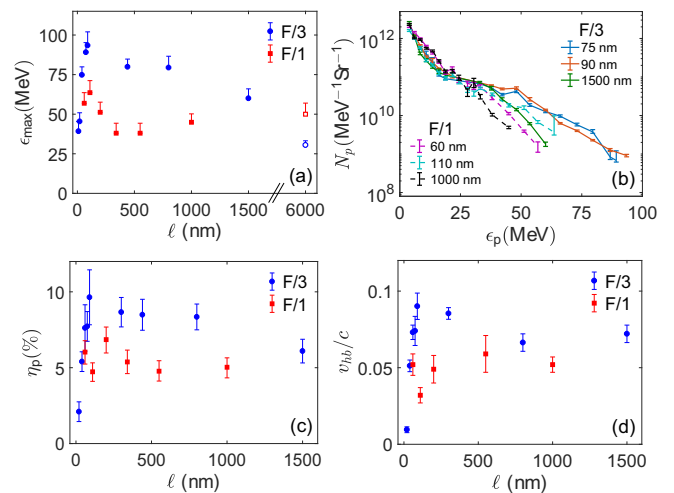 100
75
50
25
0
ϵmax(MeV)
F/3
F/1
(a)
0 500 1000 1500 6000
ℓ (nm)
10^12
10^10
10^8
N_p(MeV^−1Sr^−1)
F/3
75 nm
90 nm
1500 nm
F/1
60 nm
110 nm
1000 nm
(b)
0 25 50 75 100
ϵ_p(MeV)
10
5
0
η_p(%)
F/3
F/1
(c)
0 500 1000 1500
ℓ (nm)
0.1
0.05
0
v_hb/c
F/3
F/1
(d)
0 500 1000 1500
ℓ (nm)